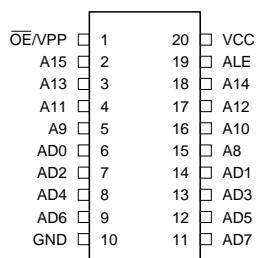 O̅E̅/VPP 1 20 VCC
A15 2 19 ALE
A13 3 18 A14
A11 4 17 A12
A9 5 16 A10
AD0 6 15 A8
AD2 7 14 AD1
AD4 8 13 AD3
AD6 9 12 AD5
GND 10 11 AD7